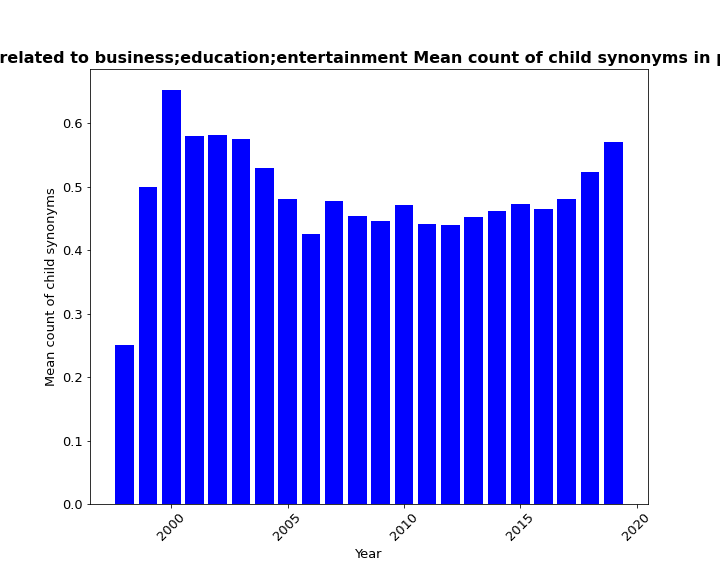 related to business;education;entertainment Mean count of child synonyms in
0.6
0.5
0.4
0.3
0.2
0.1
0.0
Mean count of child synonyms
2000 2005 2010 2015 2020
Year